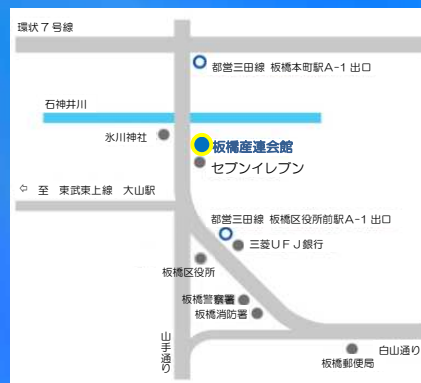 環状7号線
都営三田線 板橋本町駅A-1出口
石神井川
氷川神社
板橋産連会館
セブンイレブン
⇦ 至 東武東上線 大山駅
都営三田線 板橋区役所前駅A-1出口
三菱UFJ銀行
板橋区役所
板橋警察署
板橋消防署
山手通り
白山通り
板橋郵便局